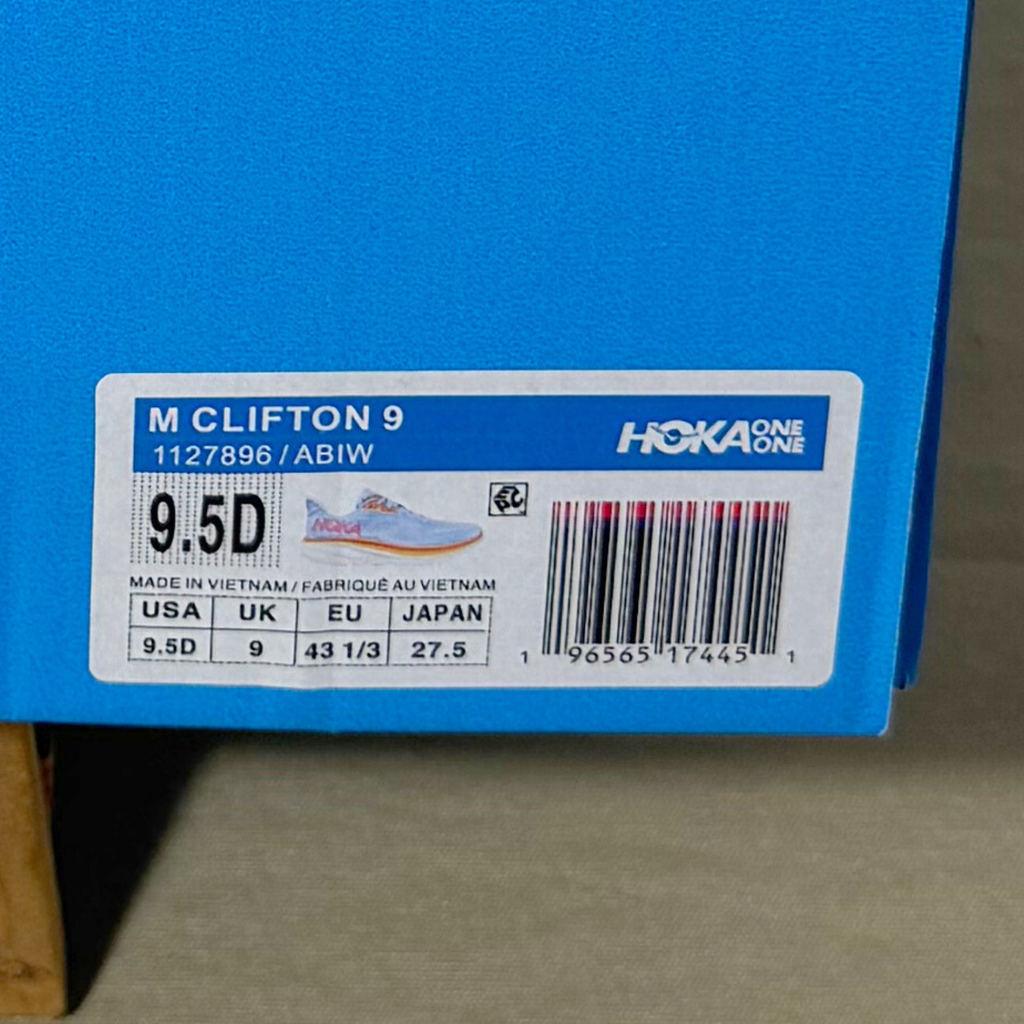 M CLIFTON 9
1127896 / ABIW
HOKA ONE ONE
9.5D
HOKA
MADE IN VIETNAM / FABRIQUÉ AU VIETNAM
USA UK EU JAPAN
9.5D 9 43 1/3 27.5
1 96565 17445 1